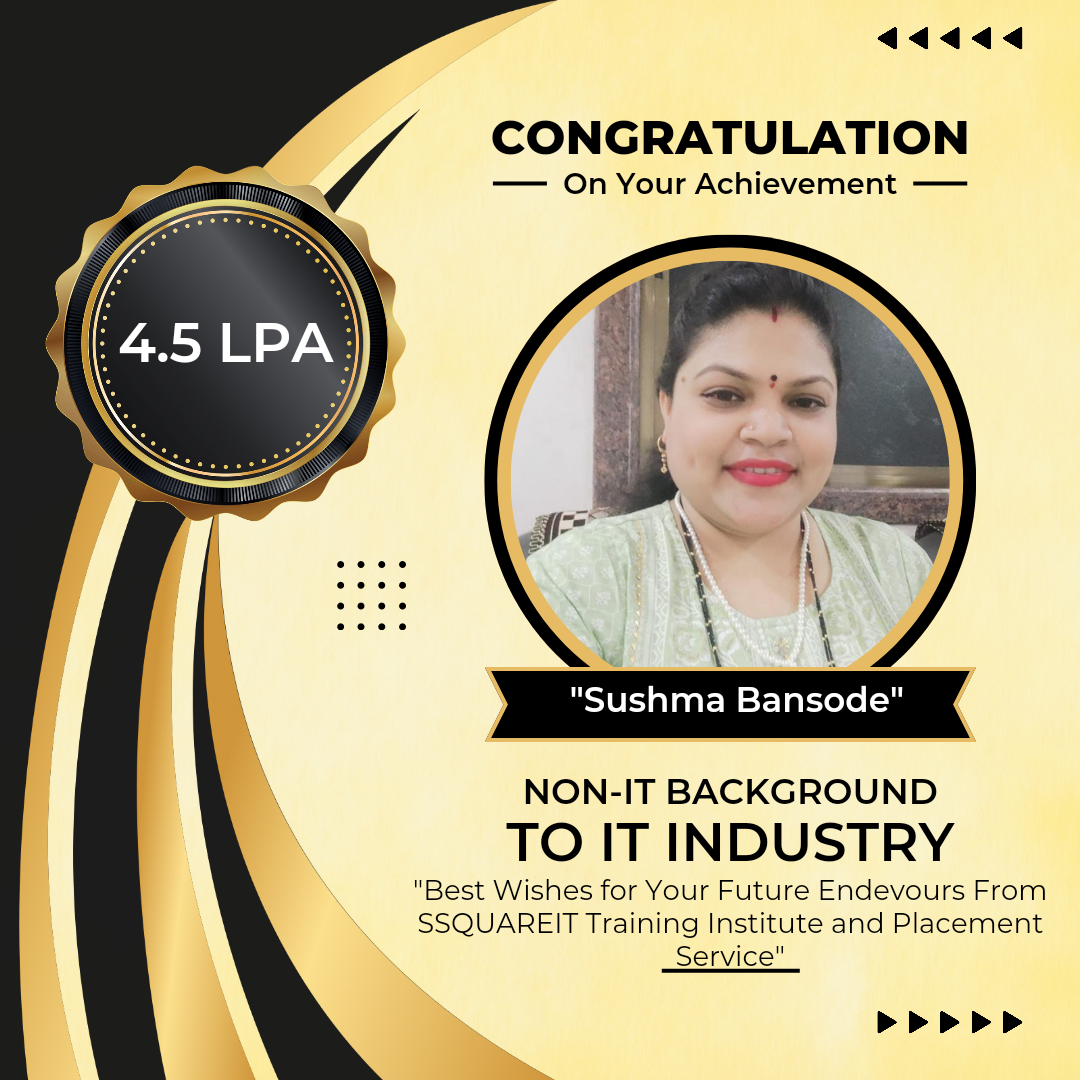 CONGRATULATION
On Your Achievement
4.5 LPA
"Sushma Bansode"
NON-IT BACKGROUND
TO IT INDUSTRY
"Best Wishes for Your Future Endevours From
SSQUAREIT Training Institute and Placement
Service"